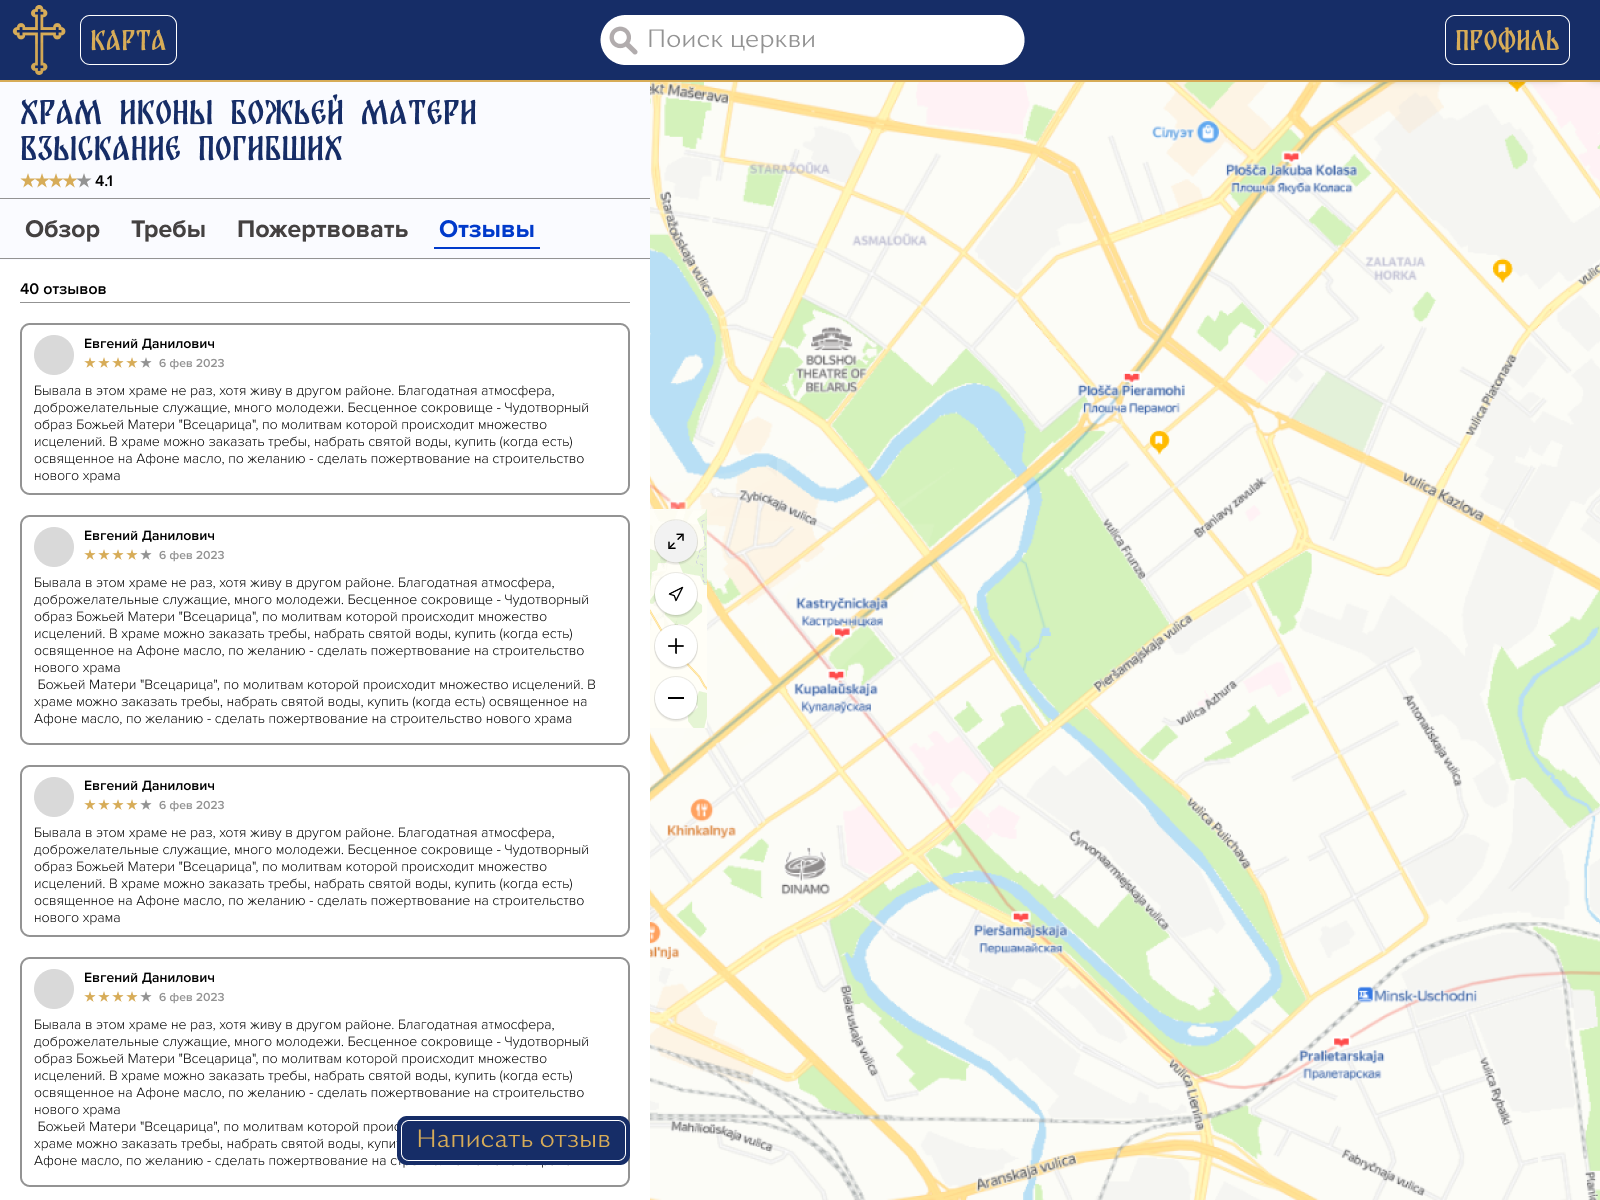 КАРТА
Поиск церкви
ПРОФИЛЬ
ХРАМ ИКОНЫ БОЖЬЕЙ МАТЕРИ
ВЗЫСКАНИЕ ПОГИБШИХ
4.1
Обзор Требы Пожертвовать Отзывы
40 отзывов
Евгений Данилович
6 фев 2023
Бывала в этом храме не раз, хотя живу в другом районе. Благодатная атмосфера,
доброжелательные служащие, много молодежи. Бесценное сокровище - Чудотворный
образ Божьей Матери "Всецарица", по молитвам которой происходит множество
исцелений. В храме можно заказать требы, набрать святой воды, купить (когда есть)
освященное на Афоне масло, по желанию - сделать пожертвование на строительство
нового храма
Евгений Данилович
6 фев 2023
Бывала в этом храме не раз, хотя живу в другом районе. Благодатная атмосфера,
доброжелательные служащие, много молодежи. Бесценное сокровище - Чудотворный
образ Божьей Матери "Всецарица", по молитвам которой происходит множество
исцелений. В храме можно заказать требы, набрать святой воды, купить (когда есть)
освященное на Афоне масло, по желанию - сделать пожертвование на строительство
нового храма
Божьей Матери "Всецарица", по молитвам которой происходит множество исцелений. В
храме можно заказать требы, набрать святой воды, купить (когда есть) освященное на
Афоне масло, по желанию - сделать пожертвование на строительство нового храма
Евгений Данилович
6 фев 2023
Бывала в этом храме не раз, хотя живу в другом районе. Благодатная атмосфера,
доброжелательные служащие, много молодежи. Бесценное сокровище - Чудотворный
образ Божьей Матери "Всецарица", по молитвам которой происходит множество
исцелений. В храме можно заказать требы, набрать святой воды, купить (когда есть)
освященное на Афоне масло, по желанию - сделать пожертвование на строительство
нового храма
Евгений Данилович
6 фев 2023
Бывала в этом храме не раз, хотя живу в другом районе. Благодатная атмосфера,
доброжелательные служащие, много молодежи. Бесценное сокровище - Чудотворный
образ Божьей Матери "Всецарица", по молитвам которой происходит множество
исцелений. В храме можно заказать требы, набрать святой воды, купить (когда есть)
освященное на Афоне масло, по желанию - сделать пожертвование на строительство
нового храма
Божьей Матери "Всецарица", по молитвам которой
храме можно заказать требы, набрать святой воды,
Афоне масло, по желанию - сделать пожертвование на
Написать отзыв
Mašerava
Сілуэт
Plošča Jakuba Kolasa
Плошча Якуба Коласа
STARAŽOŬKA
Staražoŭskaja vulica
ASMALOŬKA
ZALATAJA
HORKA
BOLSHOI
THEATRE OF
BELARUS
Plošča Pieramohi
Плошча Перамогі
vulica Platonava
vulica Kazlova
Zybickaja vulica
Braniavy zavulak
vulica Frunze
Kastryčnickaja
Кастрычніцкая
Kupalaŭskaja
Купалаўская
Pieršamajskaja vulica
vulica Azhura
Antonaŭskaja vulica
Khinkalnya
vulica Pulichava
Čyrvonaarmiejskaja vulica
DINAMO
Pieršamajskaja
Першамайская
Bielaruskaja vulica
Minsk-Uschodni
Pralietarskaja
Пралетарская
vulica Lienina
vulica Rybalki
Mahilioŭskaja vulica
Aranskaja vulica
Fabryčnaja vulica